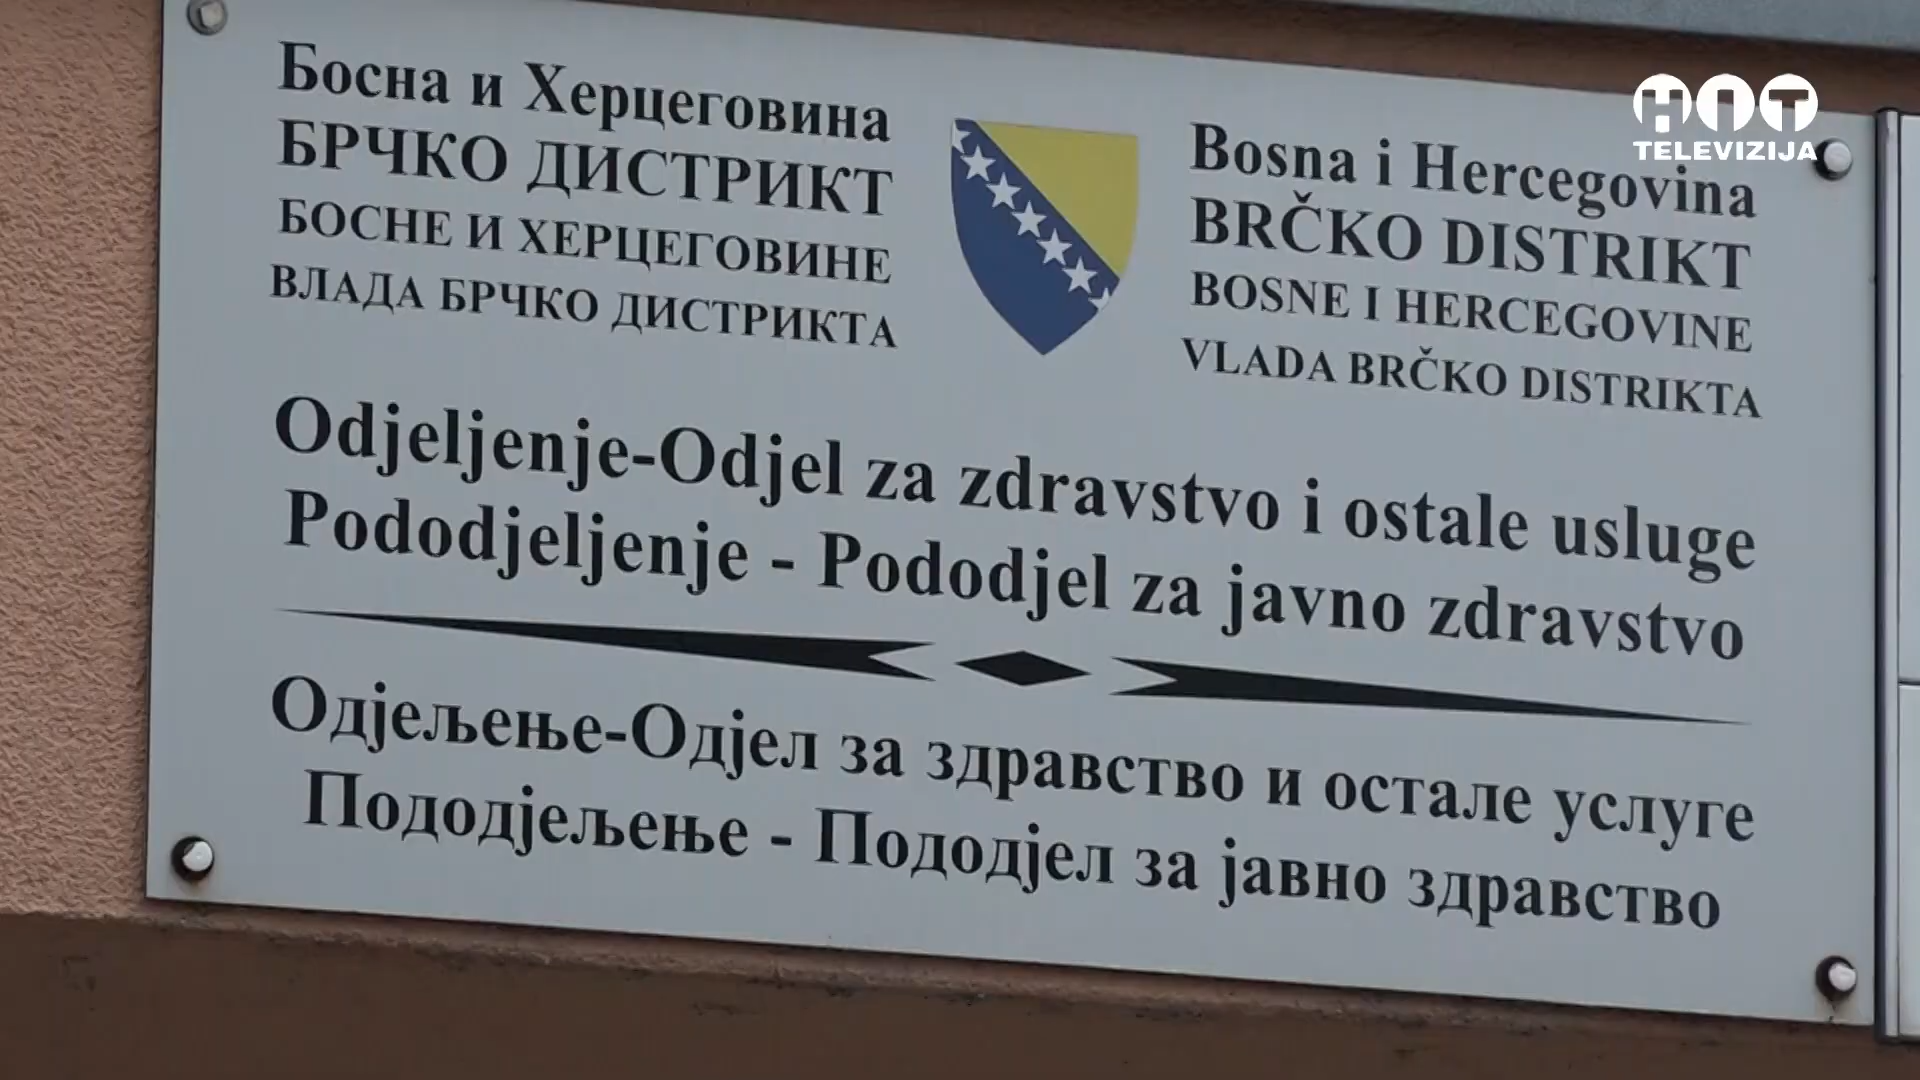 Босна и Херцеговина
БРЧКО ДИСТРИКТ
БОСНЕ И ХЕРЦЕГОВИНЕ
ВЛАДА БРЧКО ДИСТРИКТА
Bosna i Hercegovina
BRČKO DISTRIKT
BOSNE I HERCEGOVINE
VLADA BRČKO DISTRIKTA
HIT
TELEVIZIJA
Odjeljenje-Odjel za zdravstvo i ostale usluge
Pododjeljenje - Pododjel za javno zdravstvo
Одјељење-Одјел за здравство и остале услуге
Пододјељење - Пододјел за јавно здравство